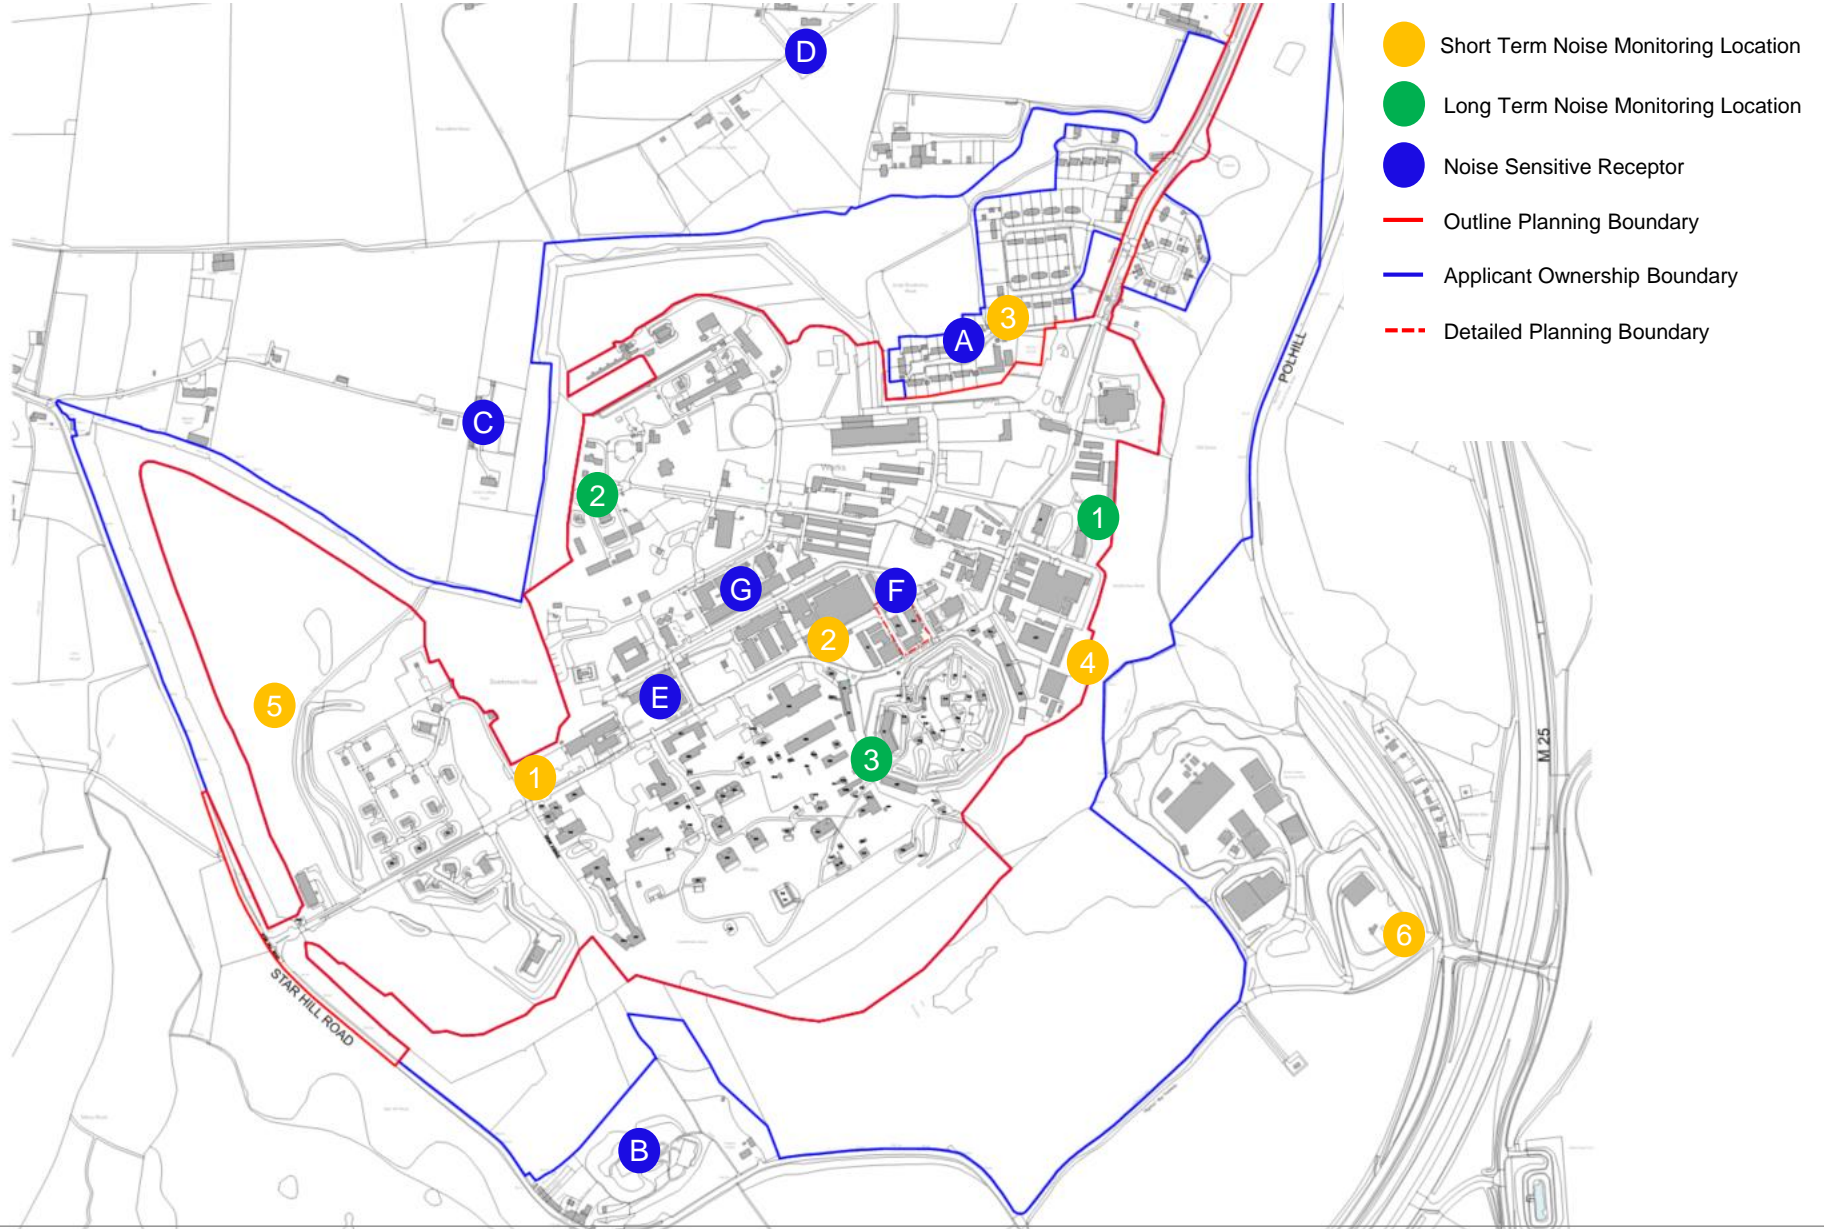 D
Short Term Noise Monitoring Location
Long Term Noise Monitoring Location
Noise Sensitive Receptor
Outline Planning Boundary
Applicant Ownership Boundary
Detailed Planning Boundary
3
A
POLHILL
C
Works
2
1
G
F
2
4
E
5
M 25
3
1
6
STAR HILL ROAD
B